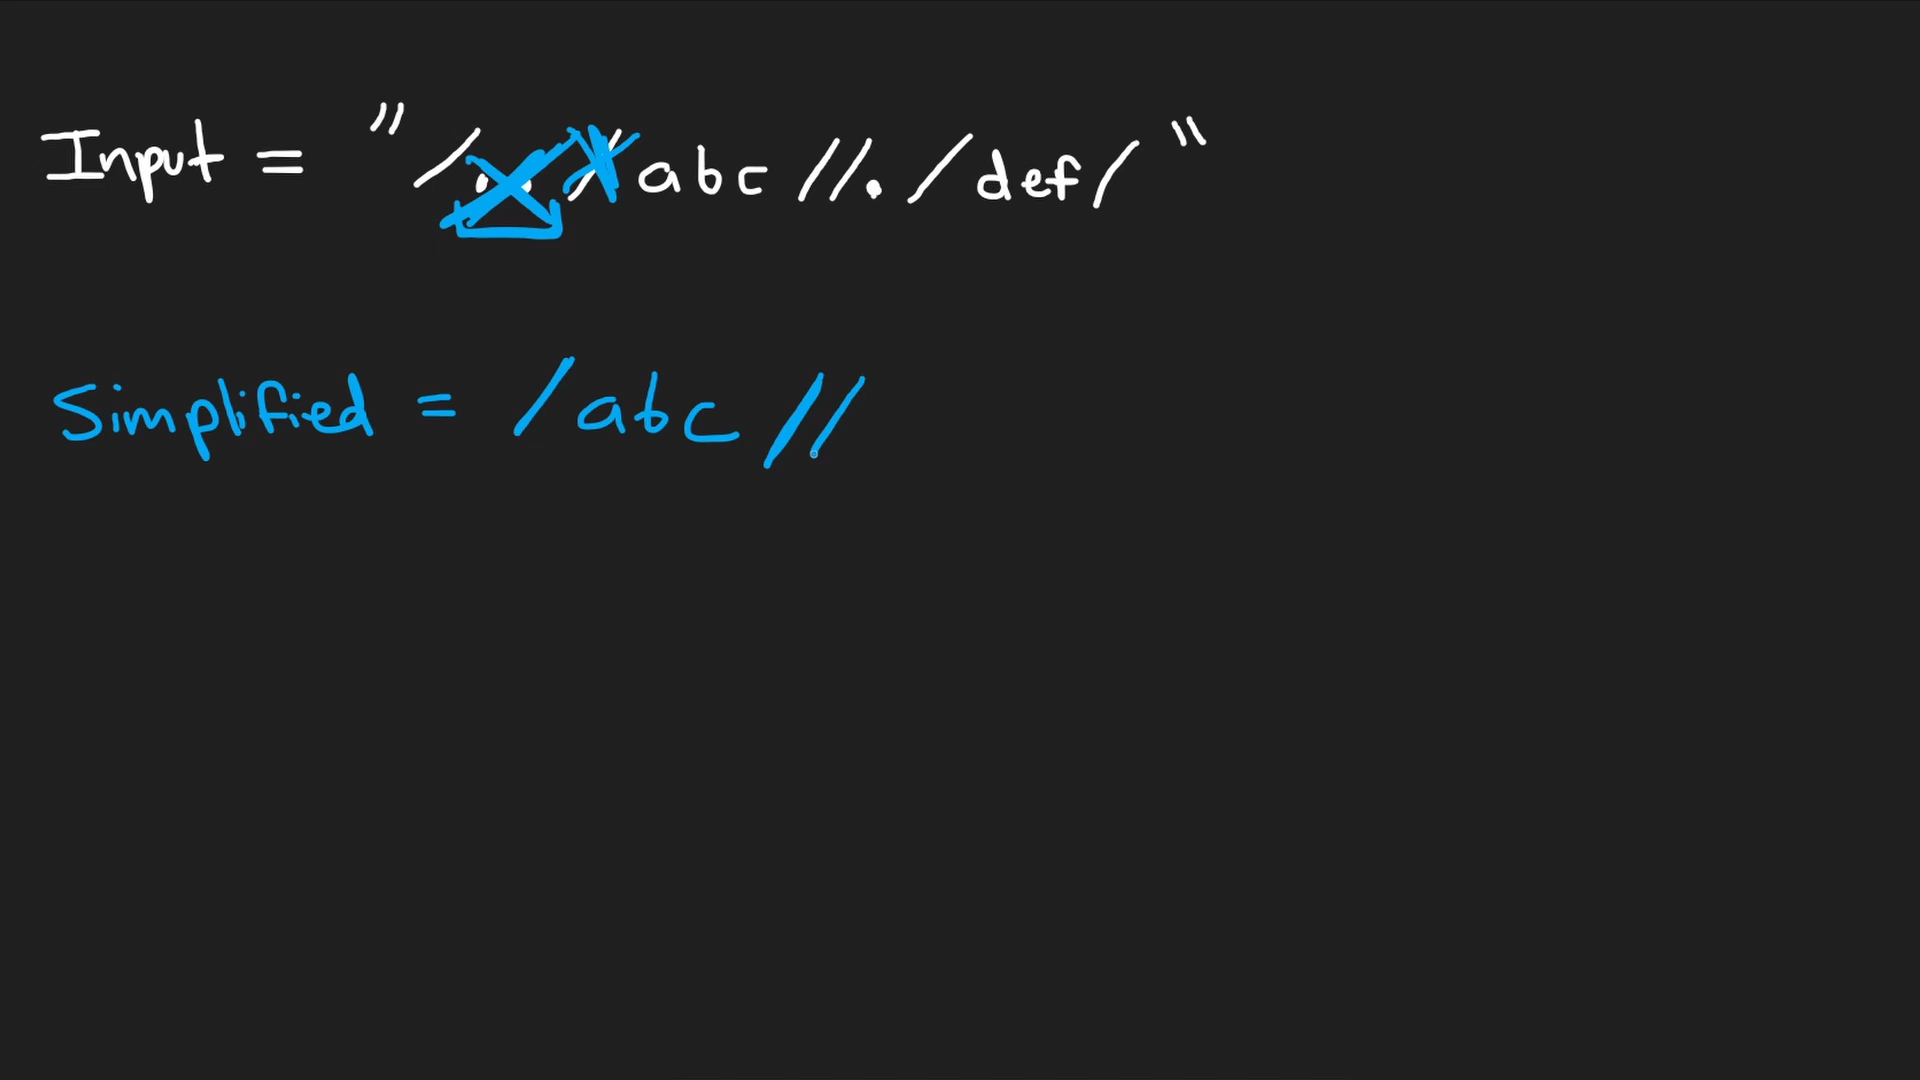 Input = "/../abc//./def/"
Simplified = /abc//